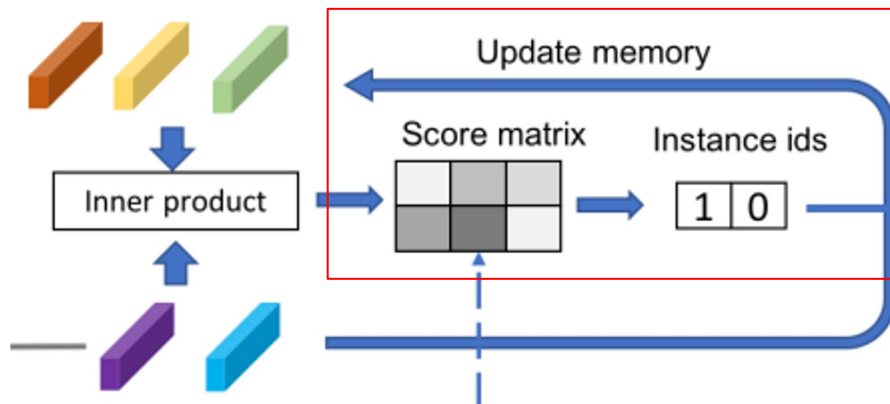 Update memory
Score matrix
Instance ids
Inner product
1 0